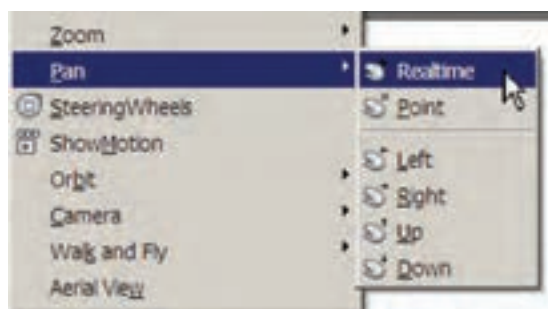 Zoom
Pan
SteeringWheels
ShowMotion
Orbit
Camera
Walk and Fly
Aerial View
Realtime
Point
Left
Right
Up
Down